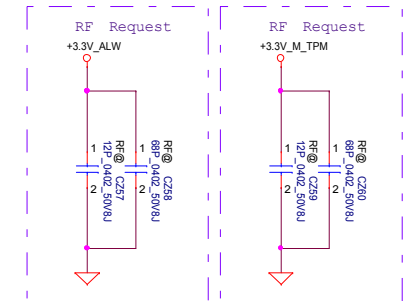 RF Request
+3.3V_ALW
1
2
RF@ CZ57
12P_0402_50V8J
1
2
RF@ CZ58
68P_0402_50V8J
RF Request
+3.3V_M_TPM
1
2
RF@ CZ59
12P_0402_50V8J
1
2
RF@ CZ60
68P_0402_50V8J